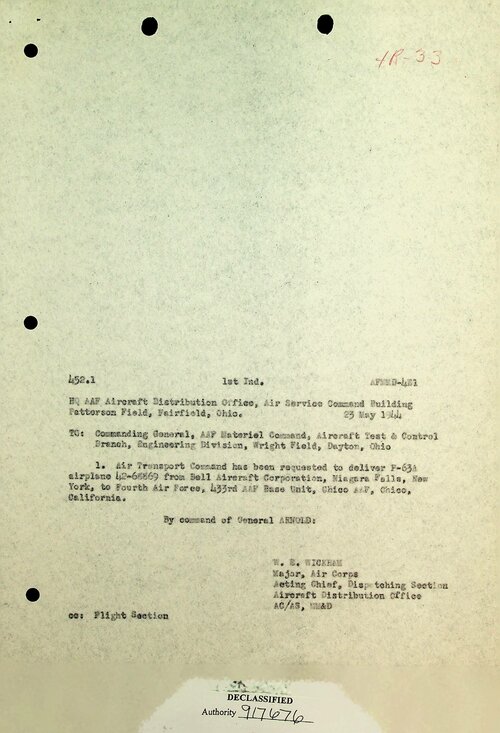 4R-33
452.1 1st Ind. AFMMD-4E1
HQ AAF Aircraft Distribution Office, Air Service Command Building
Patterson Field, Fairfield, Ohio. 23 May 1944
TO: Commanding General, AAF Materiel Command, Aircraft Test & Control
Branch, Engineering Division, Wright Field, Dayton, Ohio
1. Air Transport Command has been requested to deliver P-63A
airplane 42-68869 from Bell Aircraft Corporation, Niagara Falls, New
York, to Fourth Air Force, 433rd AAF Base Unit, Chico AAF, Chico,
California.
By command of General ARNOLD:
W. B. WICKHAM
Major, Air Corps
Acting Chief, Dispatching Section
Aircraft Distribution Office
AC/AS, MM&D
cc: Flight Section
DECLASSIFIED
Authority 917676